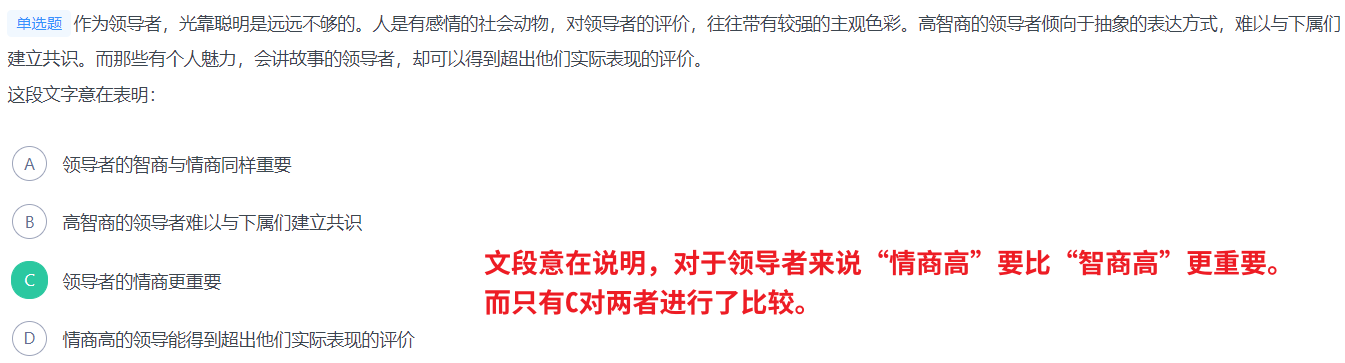 单选题 作为领导者，光靠聪明是远远不够的。人是有感情的社会动物，对领导者的评价，往往带有较强的主观色彩。高智商的领导者倾向于抽象的表达方式，难以与下属们
建立共识。而那些有个人魅力，会讲故事的领导者，却可以得到超出他们实际表现的评价。
这段文字意在表明：
A 领导者的智商与情商同样重要
B 高智商的领导者难以与下属们建立共识
C 领导者的情商更重要
D 情商高的领导能得到超出他们实际表现的评价
文段意在说明，对于领导者来说“情商高”要比“智商高”更重要。
而只有C对两者进行了比较。